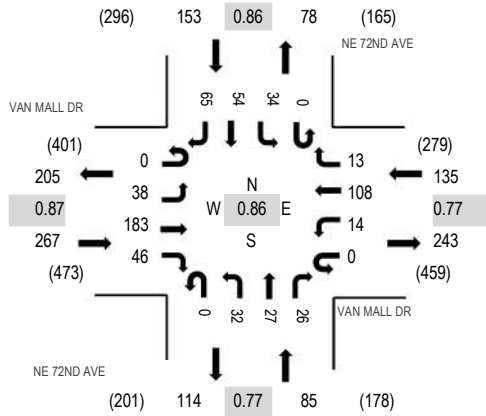 (296) 153 0.86 78 (165)
NE 72ND AVE
65 54 34 0
VAN MALL DR
(401) (279)
0 13
205 135
38 N 108
0.87 W 0.86 E 0.77
183 S 14
267 243
46 0
(473) (459)
0 32 27 26
VAN MALL DR
NE 72ND AVE
(201) 114 0.77 85 (178)